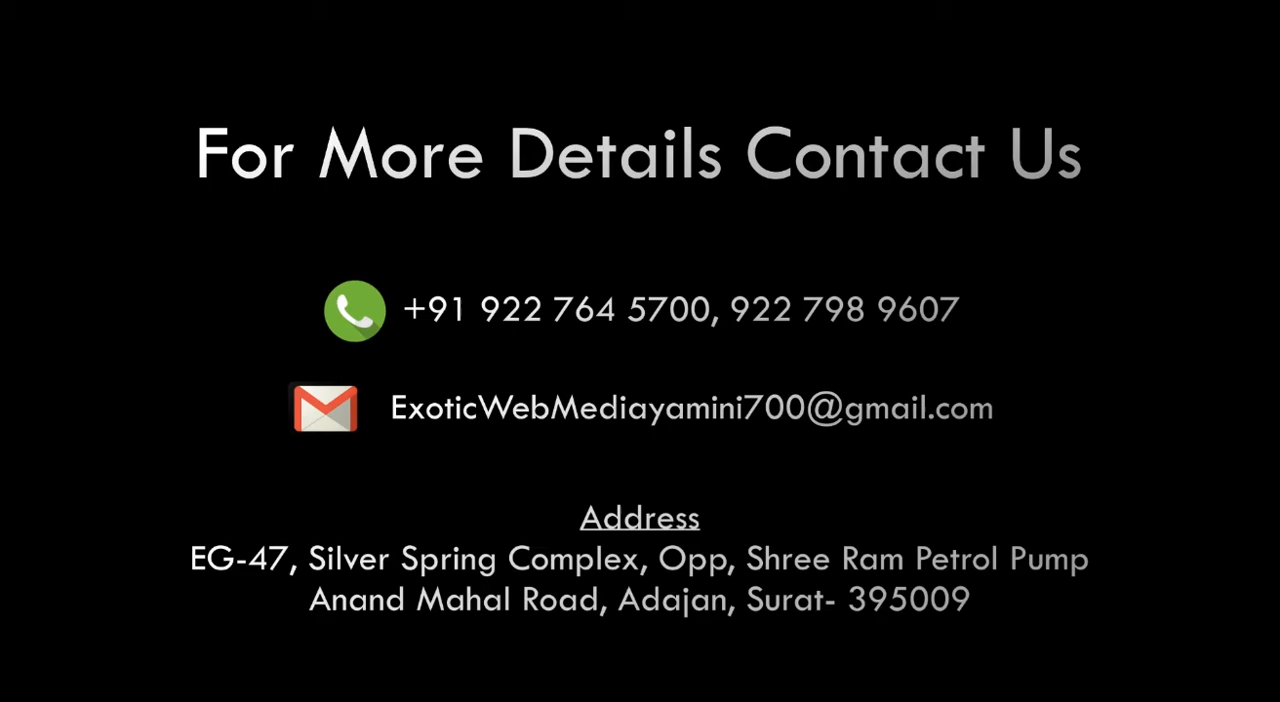 For More Details Contact Us
+91 922 764 5700, 922 798 9607
ExoticWebMediayamini700@gmail.com
Address
EG-47, Silver Spring Complex, Opp, Shree Ram Petrol Pump
Anand Mahal Road, Adajan, Surat- 395009